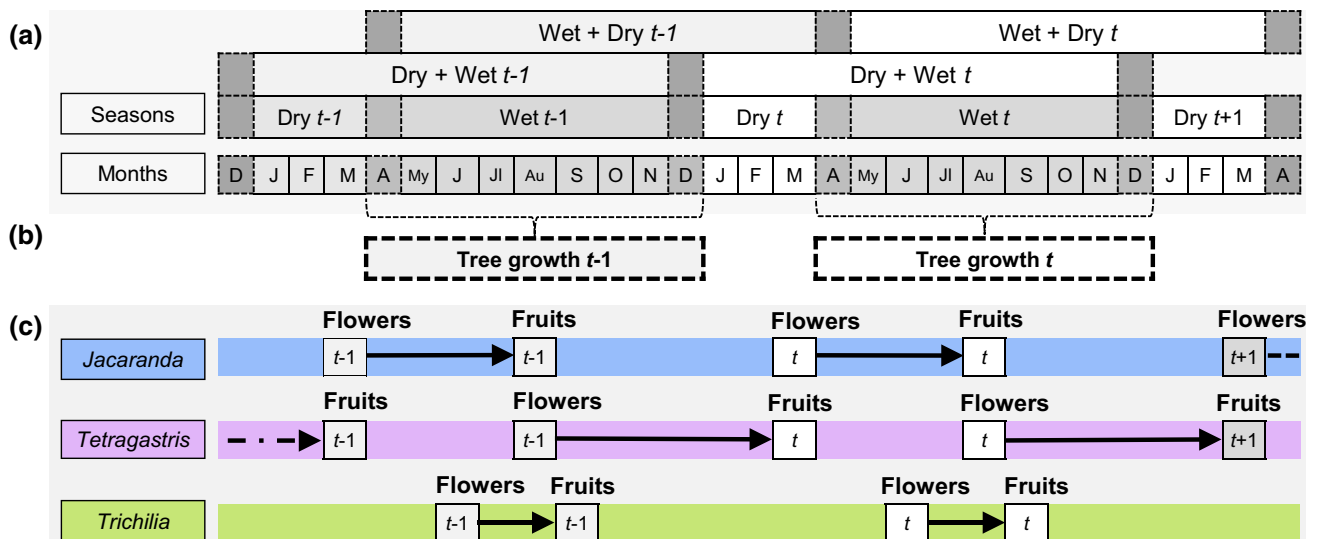 (a)
Wet + Dry t-1 Wet + Dry t
Dry + Wet t-1 Dry + Wet t
Seasons Dry t-1 Wet t-1 Dry t Wet t Dry t+1
Months D J F M A My J Jl Au S O N D J F M A My J Jl Au S O N D J F M A
(b)
Tree growth t-1 Tree growth t
(c)
Flowers Fruits Flowers Fruits Flowers
Jacaranda t-1 t-1 t t t+1
Fruits Flowers Fruits Flowers Fruits
Tetragastris t-1 t-1 t t t+1
Flowers Fruits Flowers Fruits
Trichilia t-1 t-1 t t